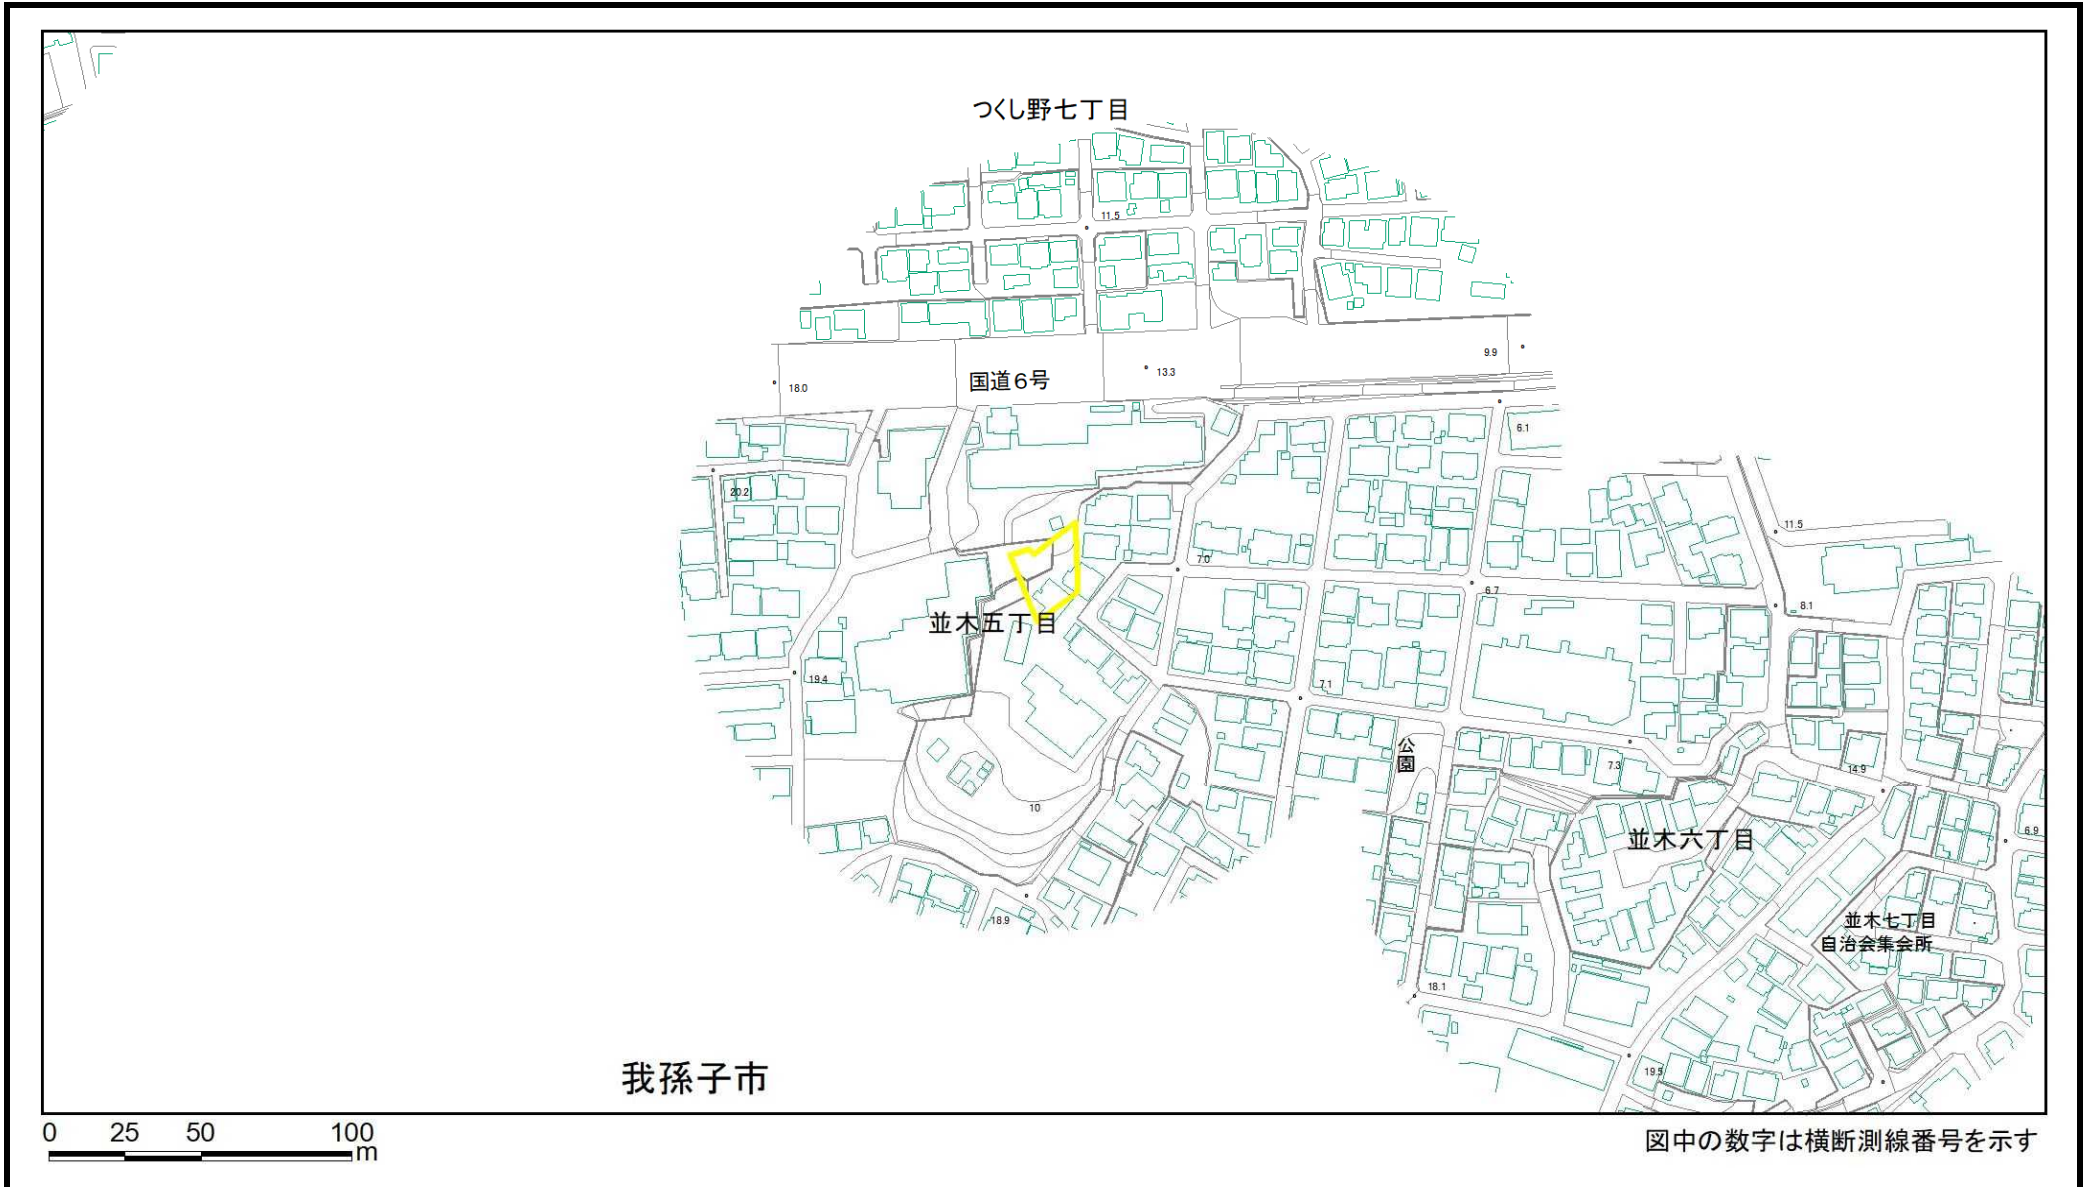 つくし野七丁目
11.5
9.9
13.3
国道6号
18.0
6.1
20.2
11.5
7.0
6.7
8.1
並木五丁目
19.4
7.1
公園
7.3
14.9
10
6.9
並木六丁目
18.9
並木七丁目
自治会集会所
18.1
19.5
我孫子市
0 25 50 100
m
図中の数字は横断測線番号を示す